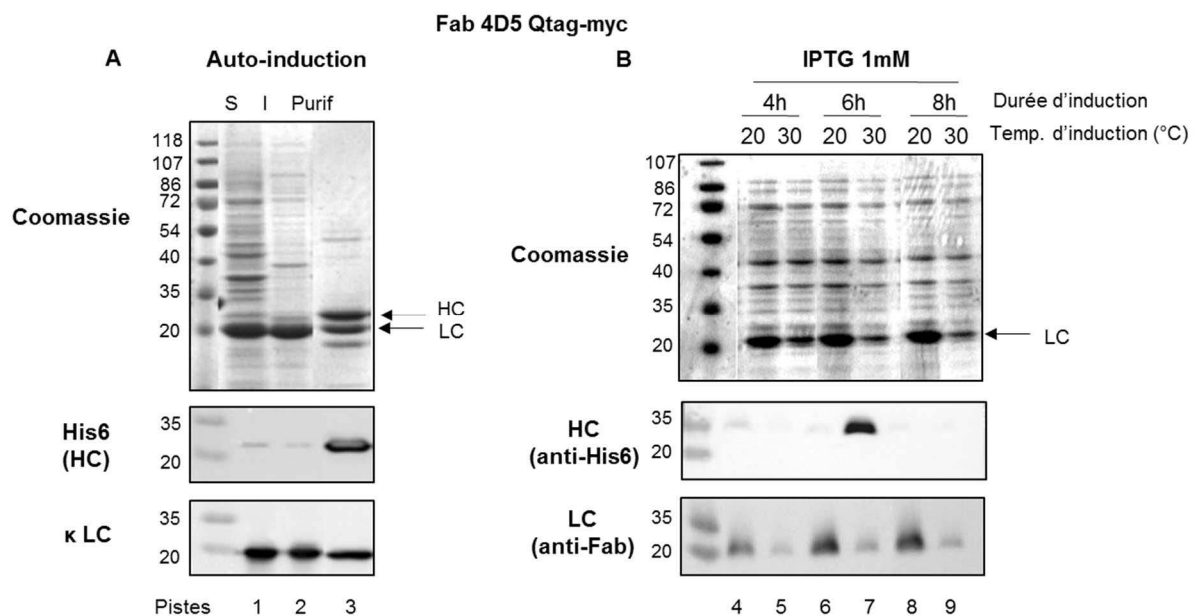 Fab 4D5 Qtag-myc
A
Auto-induction
S I Purif
118
107
86
72
54
40
35
20
Coomassie
HC
LC
35
20
His6
(HC)
35
20
κ LC
Pistes 1 2 3
B
IPTG 1mM
4h 6h 8h Durée d'induction
20 30 20 30 20 30 Temp. d'induction (°C)
107
86
72
54
40
35
20
Coomassie
LC
35
20
HC
(anti-His6)
35
20
LC
(anti-Fab)
4 5 6 7 8 9